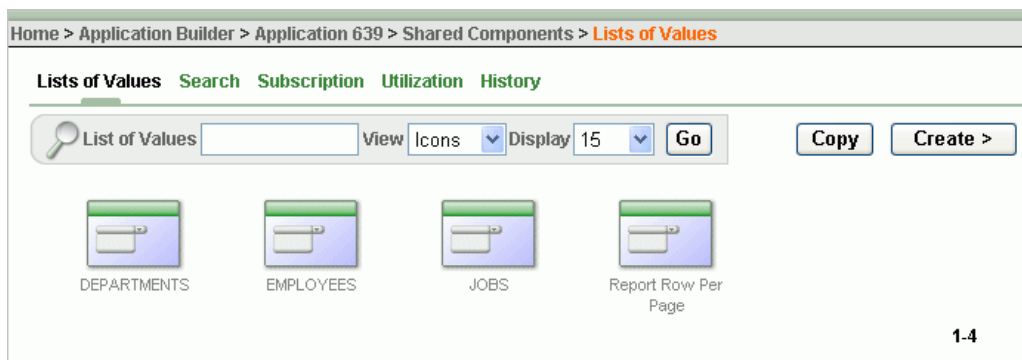 Home > Application Builder > Application 639 > Shared Components > Lists of Values
Lists of Values Search Subscription Utilization History
List of Values View Icons Display 15 Go Copy Create >
DEPARTMENTS EMPLOYEES JOBS Report Row Per
Page
1-4